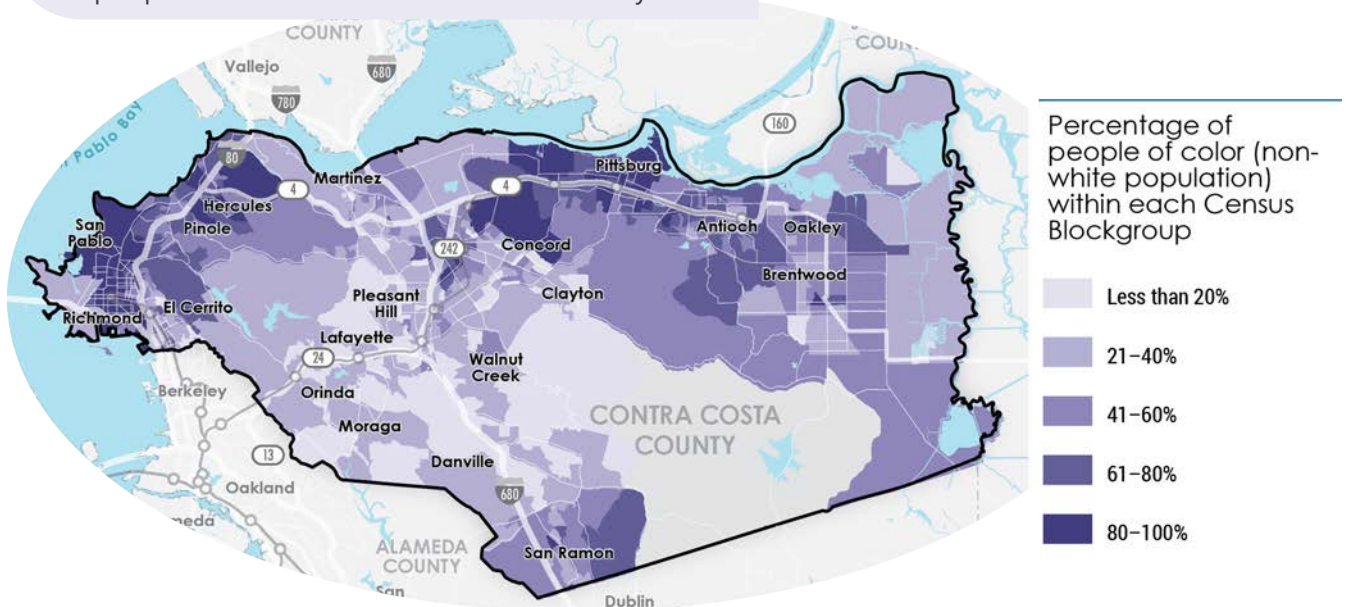 COUNTY
COUN
Vallejo
680
780
160
Pablo Bay
80
Pittsburg
Martinez
4
4
Hercules
San
Pablo
Pinole
242
Concord
Antioch
Oakley
Brentwood
Pleasant
Hill
Clayton
El Cerrito
Richmond
Lafayette
24
Walnut
Creek
Berkeley
Orinda
CONTRA COSTA
COUNTY
Moraga
13
Danville
Oakland
680
meda
ALAMEDA
COUNTY
San Ramon
San
Dublin
Percentage of
people of color (non-
white population)
within each Census
Blockgroup
Less than 20%
21–40%
41–60%
61–80%
80–100%